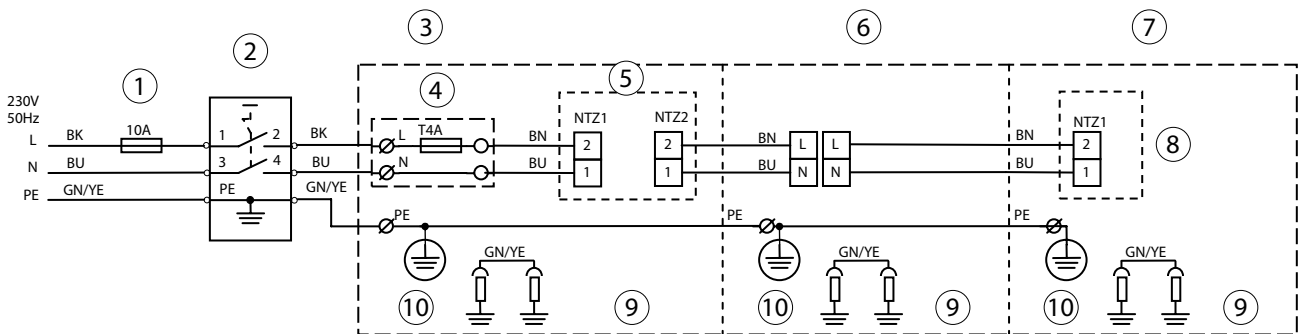 3 6 7
2
1 5
4
230V
50Hz
10A 1 2 BK L T4A BN NTZ1 NTZ2 BN BN NTZ1
L BK 2 2 L L 2 8
N BU 3 4 BU N BU 1 1 BU N N BU 1
PE GN/YE PE GN/YE
PE PE PE
GN/YE GN/YE GN/YE
10 9 10 9 10 9